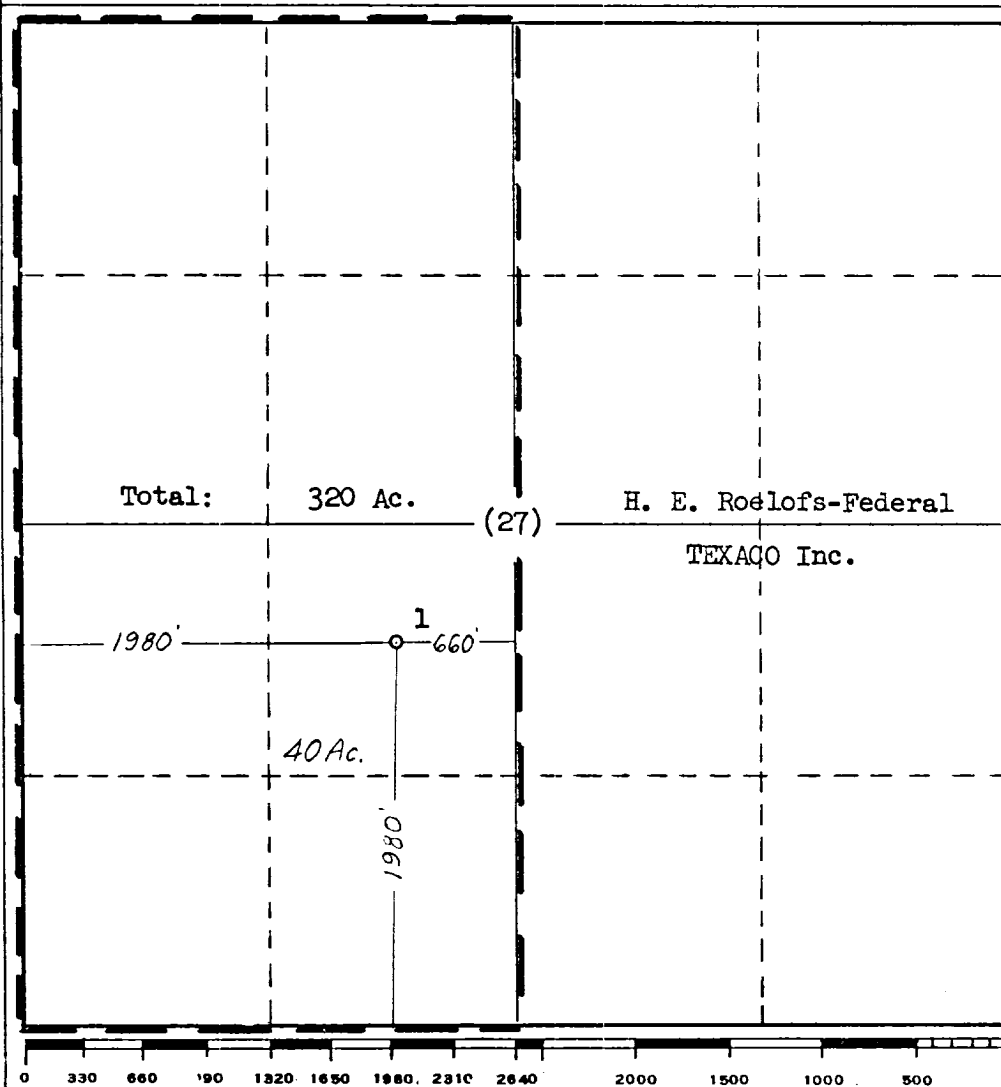 Total: 320 Ac.
H. E. Roelofs-Federal
(27)
TEXACO Inc.
1
1980' 660'
40 Ac.
1980'
0 330 660 990 1320 1650 1980 2310 2640 2000 1500 1000 500